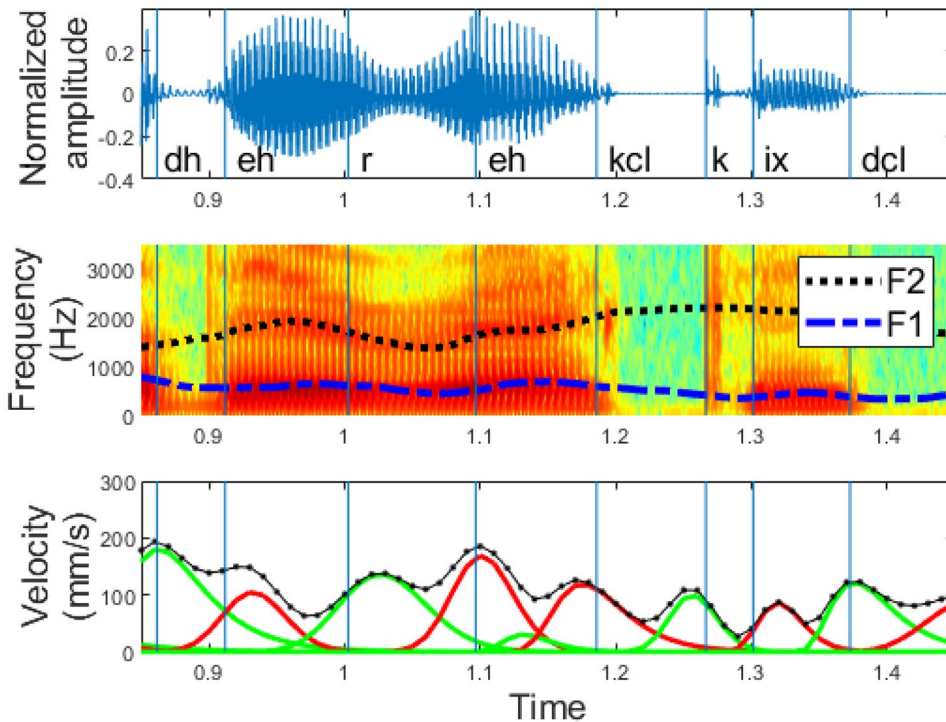 Normalized
amplitude
0.2
0
-0.2
-0.4
dh eh r eh kcl k ix dcl
0.9 1 1.1 1.2 1.3 1.4
Frequency
(Hz)
3000
2000
1000
0
F2
F1
0.9 1 1.1 1.2 1.3 1.4
Velocity
(mm/s)
300
200
100
0
0.9 1 1.1 1.2 1.3 1.4
Time